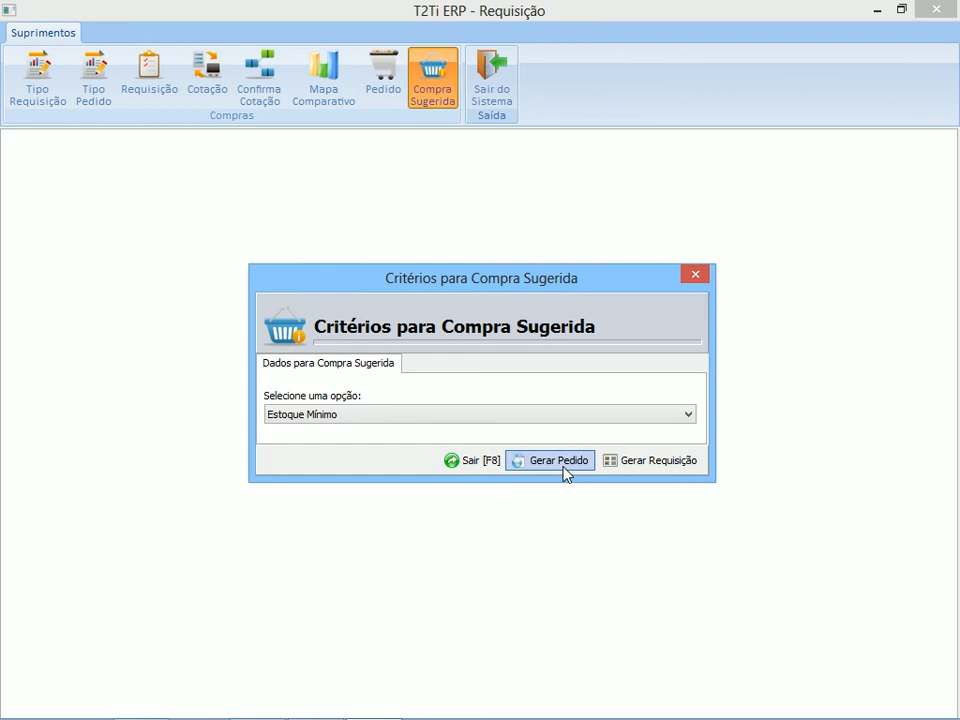 T2Ti ERP - Requisição
Suprimentos
Tipo
Requisição
Tipo
Pedido
Requisição
Cotação
Confirma
Cotação
Mapa
Comparativo
Pedido
Compra
Sugerida
Sair do
Sistema
Compras
Saída
Critérios para Compra Sugerida
Critérios para Compra Sugerida
Dados para Compra Sugerida
Selecione uma opção:
Estoque Mínimo
Sair [F8]
Gerar Pedido
Gerar Requisição